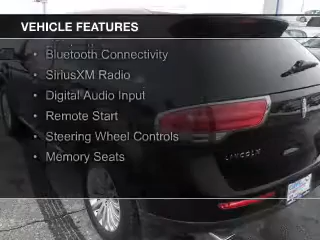 VEHICLE FEATURES
• Bluetooth Connectivity
• SiriusXM Radio
• Digital Audio Input
• Remote Start
• Steering Wheel Controls
• Memory Seats
LINCOLN